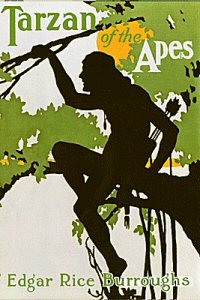 Tarzan
of the
Apes
Edgar Rice Burroughs